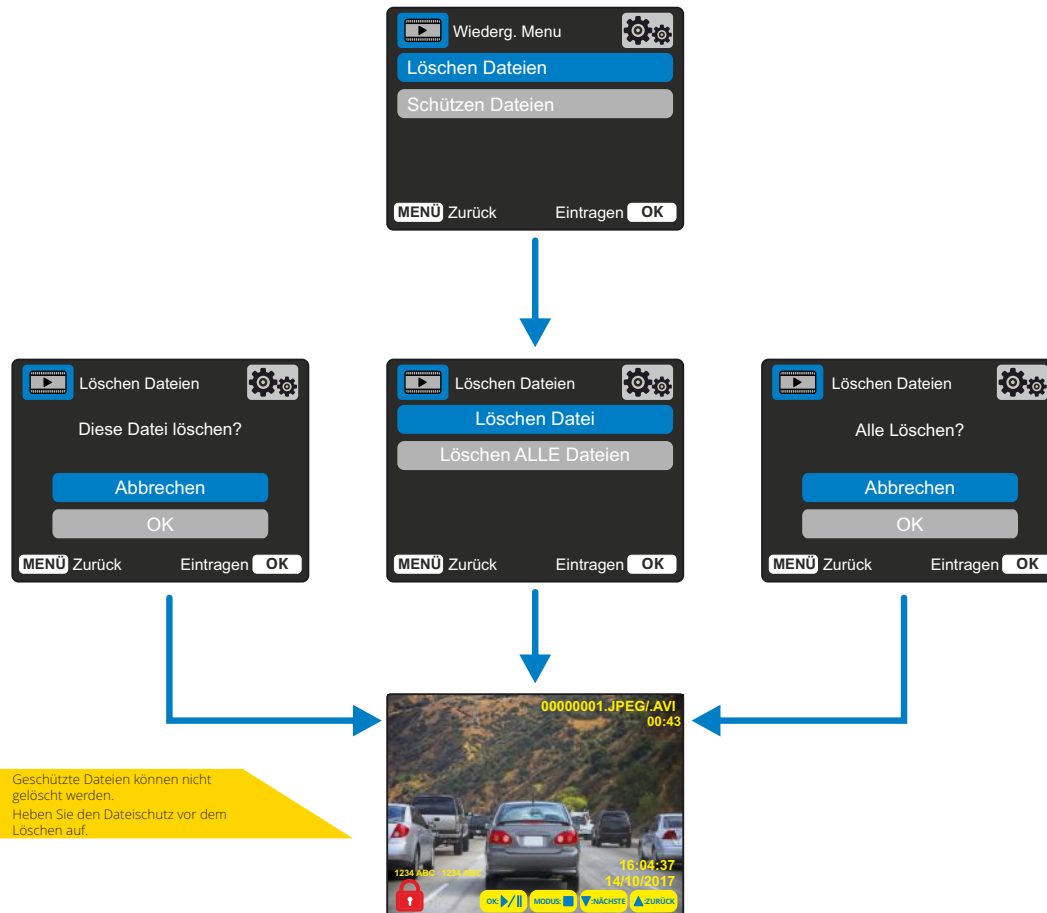 Wiederg. Menu
Löschen Dateien
Schützen Dateien
MENÜ Zurück Eintragen OK
Löschen Dateien
Diese Datei löschen?
Abbrechen
OK
MENÜ Zurück Eintragen OK
Löschen Dateien
Löschen Datei
Löschen ALLE Dateien
MENÜ Zurück Eintragen OK
Löschen Dateien
Alle Löschen?
Abbrechen
OK
MENÜ Zurück Eintragen OK
00000001.JPEG/.AVI
00:43
Geschützte Dateien können nicht
gelöscht werden.
Heben Sie den Dateischutz vor dem
Löschen auf.
16:04:37
1234 ABC 1234 ABC
14/10/2017
OK: / MODUS: :NÄCHSTE :ZURÜCK